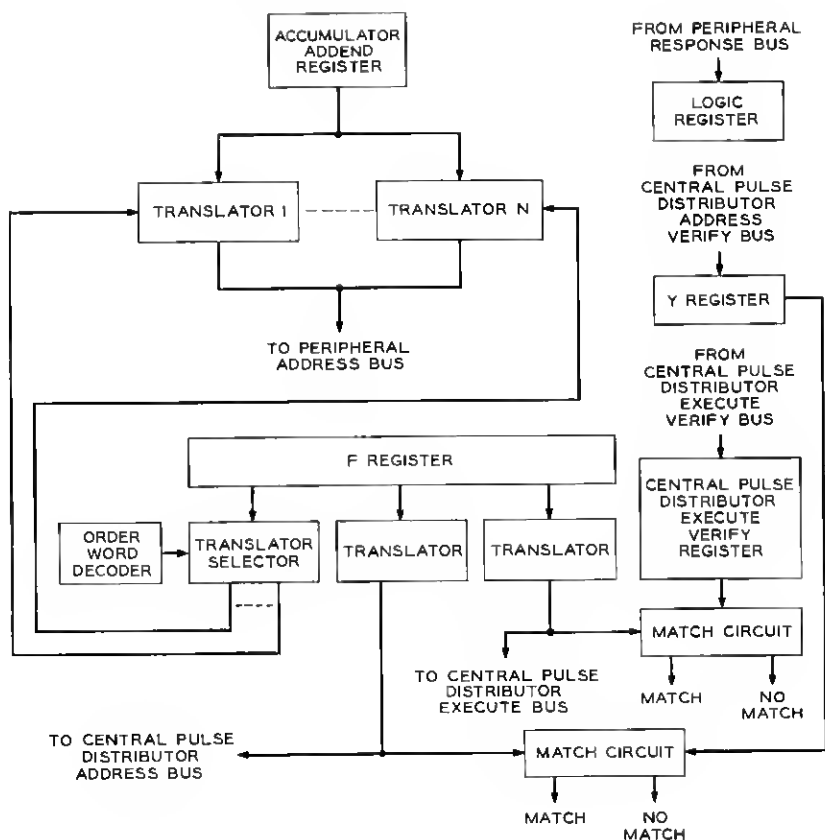 ACCUMULATOR
ADDEND
REGISTER
FROM PERIPHERAL
RESPONSE BUS
LOGIC
REGISTER
TRANSLATOR 1
TRANSLATOR N
FROM
CENTRAL PULSE
DISTRIBUTOR
ADDRESS
VERIFY BUS
Y REGISTER
TO PERIPHERAL
ADDRESS BUS
FROM
CENTRAL PULSE
DISTRIBUTOR
EXECUTE
VERIFY BUS
F REGISTER
CENTRAL PULSE
DISTRIBUTOR
EXECUTE
VERIFY
REGISTER
ORDER
WORD
DECODER
TRANSLATOR
SELECTOR
TRANSLATOR
TRANSLATOR
MATCH CIRCUIT
MATCH
NO
MATCH
TO CENTRAL PULSE
DISTRIBUTOR
EXECUTE BUS
TO CENTRAL PULSE
DISTRIBUTOR
ADDRESS BUS
MATCH CIRCUIT
MATCH
NO
MATCH